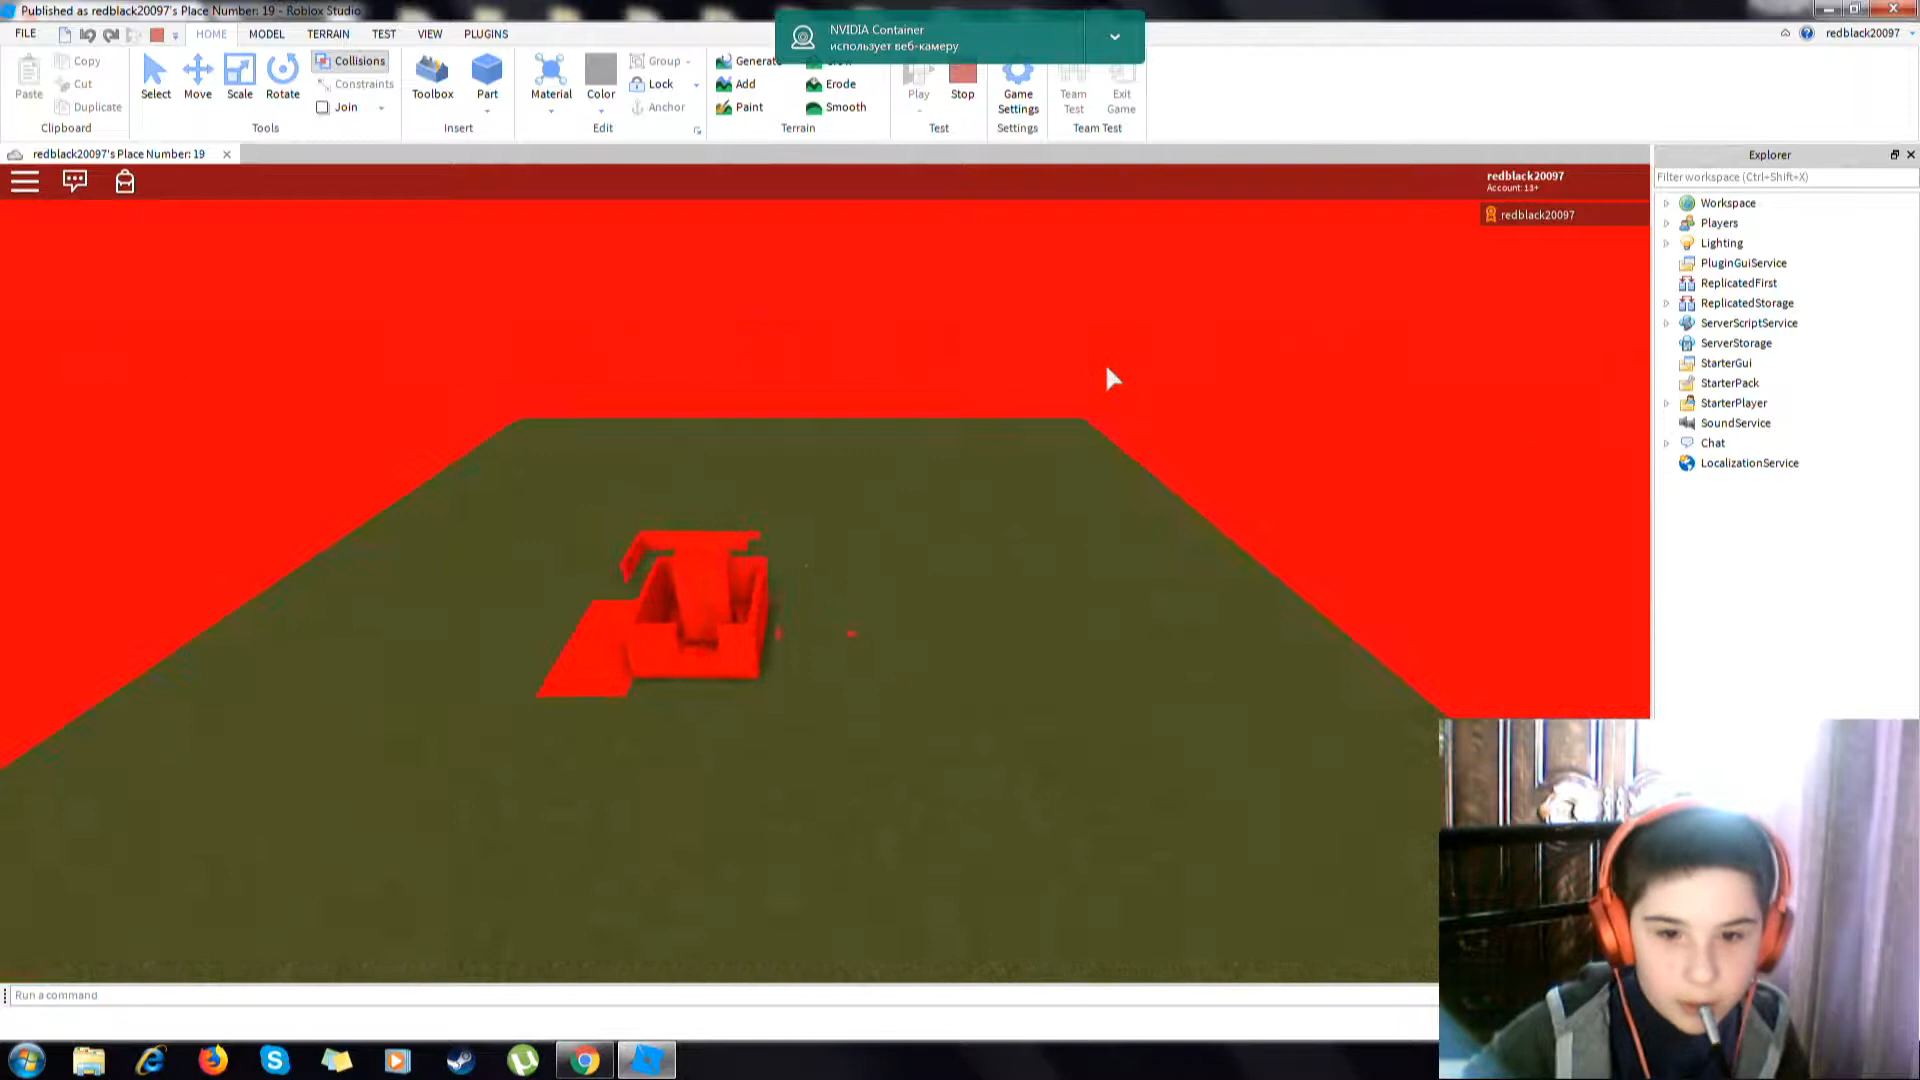 Published as redblack20097's Place Number: 19 - Roblox Studio
NVIDIA Container
использует веб-камеру
FILE HOME MODEL TERRAIN TEST VIEW PLUGINS
redblack20097
Paste
Copy
Cut
Duplicate
Clipboard
Select Move Scale Rotate
Collisions
Constraints
Join
Tools
Toolbox Part
Insert
Material Color
Group
Lock
Anchor
Edit
Generate
Add Erode
Paint Smooth
Terrain
Play Stop
Test
Game
Settings
Settings
Team
Test
Exit
Game
Team Test
redblack20097's Place Number: 19
redblack20097
Account: 13+
redblack20097
Explorer
Filter workspace (Ctrl+Shift+X)
Workspace
Players
Lighting
PluginGuiService
ReplicatedFirst
ReplicatedStorage
ServerScriptService
ServerStorage
StarterGui
StarterPack
StarterPlayer
SoundService
Chat
LocalizationService
Run a command